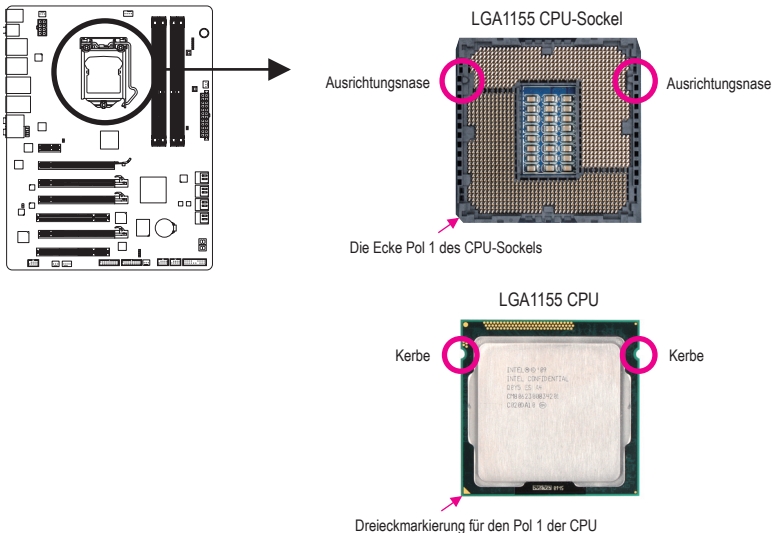 LGA1155 CPU-Sockel
Ausrichtungsnase
Ausrichtungsnase
Die Ecke Pol 1 des CPU-Sockels
LGA1155 CPU
Kerbe
Kerbe
INTEL CONFIDENTIAL
Dreieckmarkierung für den Pol 1 der CPU